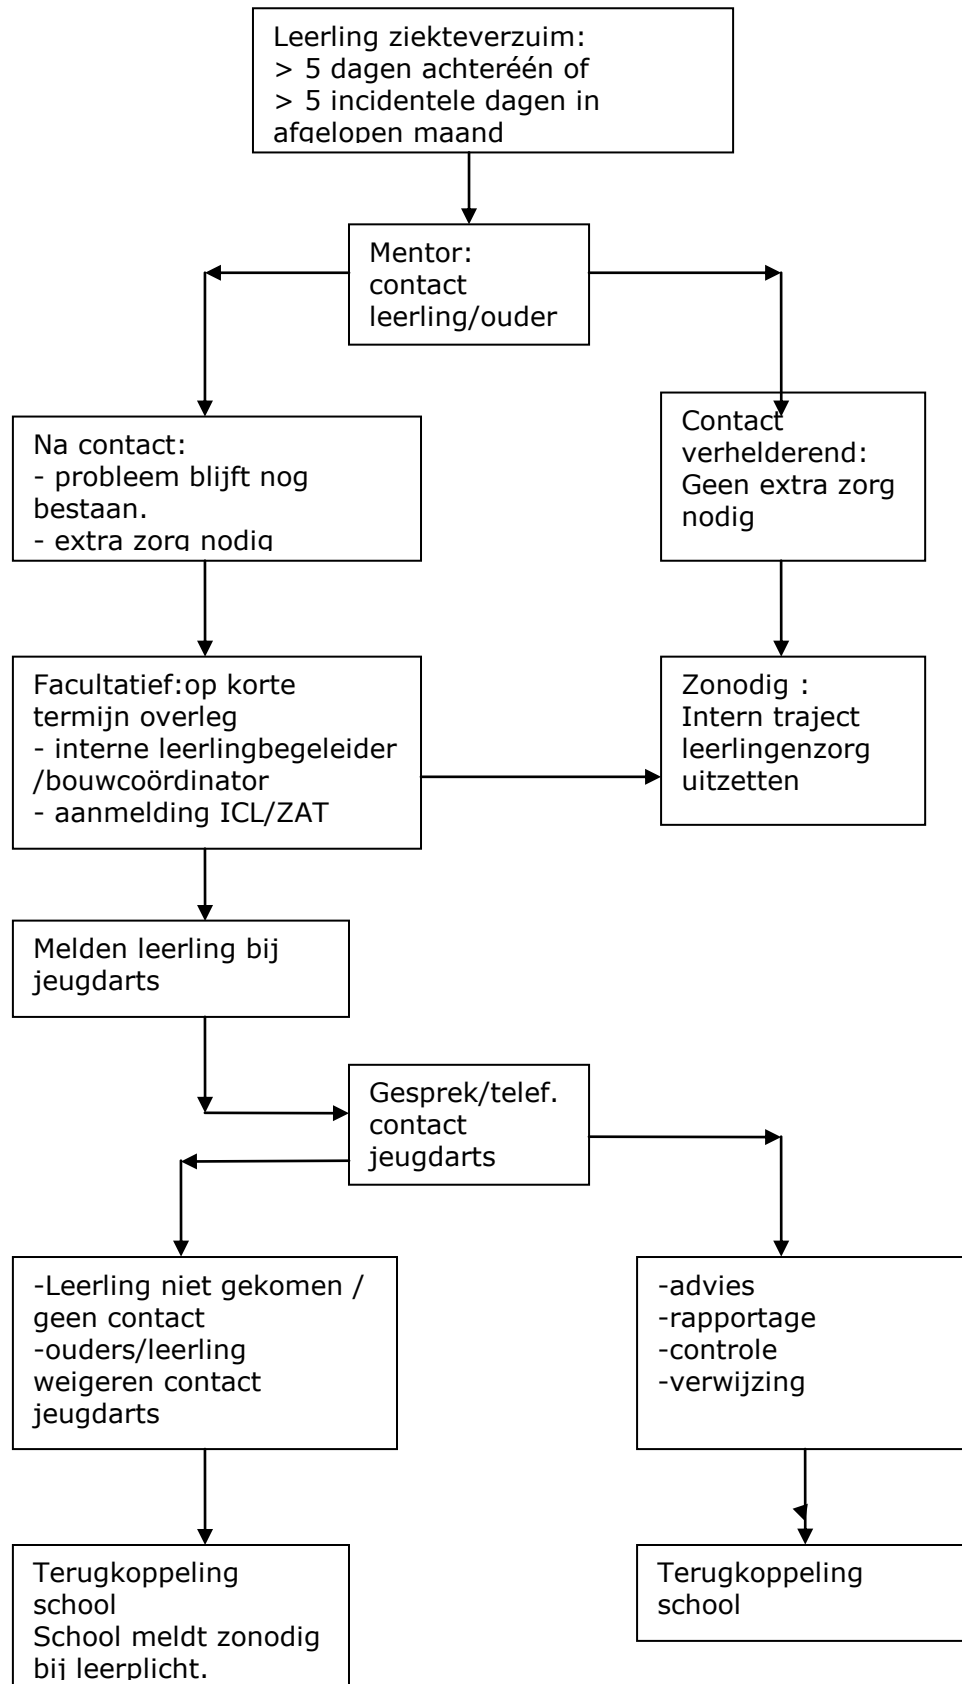 Leerling ziekteverzuim:
> 5 dagen achteréén of
> 5 incidentele dagen in
afgelopen maand
Mentor:
contact
leerling/ouder
Na contact:
- probleem blijft nog
bestaan.
- extra zorg nodig
Contact
verhelderend:
Geen extra zorg
nodig
Facultatief:op korte
termijn overleg
- interne leerlingbegeleider
/bouwcoördinator
- aanmelding ICL/ZAT
Zonodig :
Intern traject
leerlingenzorg
uitzetten
Melden leerling bij
jeugdarts
Gesprek/telef.
contact
jeugdarts
-Leerling niet gekomen /
geen contact
-ouders/leerling
weigeren contact
jeugdarts
-advies
-rapportage
-controle
-verwijzing
Terugkoppeling
school
School meldt zonodig
bij leerplicht.
Terugkoppeling
school